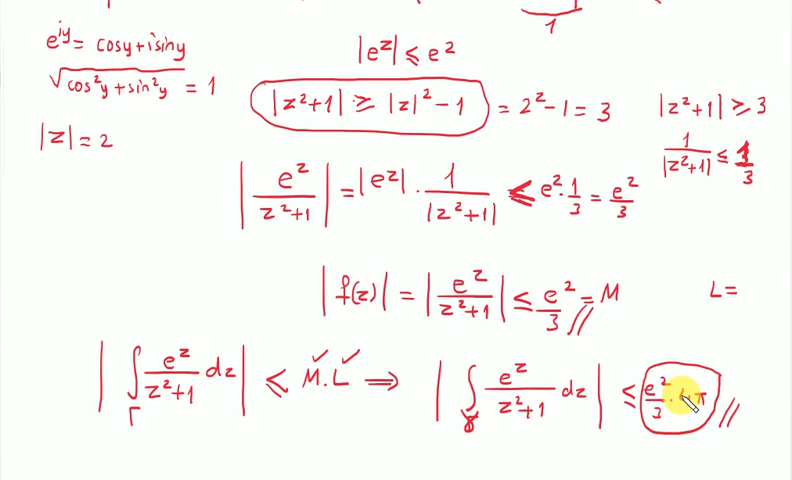 1
e^{iy} = cosy + i siny
|e^z| ≤ e^2
√(cos²y + sin²y) = 1
|z²+1| ≥ |z|² - 1 = 2² - 1 = 3
|z²+1| ≥ 3
|z| = 2
1/|z²+1| ≤ 1/3
|e^z/(z²+1)| = |e^z| · 1/|z²+1| ≤ e² · 1/3 = e²/3
|f(z)| = |e^z/(z²+1)| ≤ e²/3 = M //
L =
|∫_Γ e^z/(z²+1) dz| ≤ M.L ⇒ |∫_γ e^z/(z²+1) dz| ≤ e²/3 · 4π //